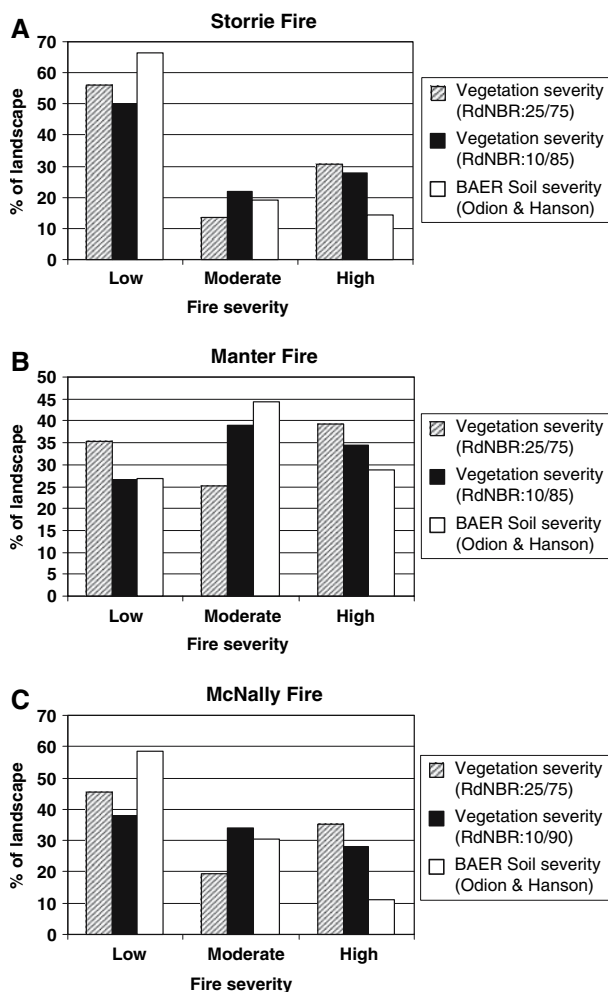 A
Storrie Fire
70
60
50
40
30
20
10
0
% of landscape
Low Moderate High
Fire severity
Vegetation severity
(RdNBR:25/75)
Vegetation severity
(RdNBR:10/85)
BAER Soil severity
(Odion & Hanson)
B
Manter Fire
50
45
40
35
30
25
20
15
10
5
0
% of landscape
Low Moderate High
Fire severity
Vegetation severity
(RdNBR:25/75)
Vegetation severity
(RdNBR:10/85)
BAER Soil severity
(Odion & Hanson)
C
McNally Fire
70
60
50
40
30
20
10
0
% of landscape
Low Moderate High
Fire severity
Vegetation severity
(RdNBR:25/75)
Vegetation severity
(RdNBR:10/90)
BAER Soil severity
(Odion & Hanson)